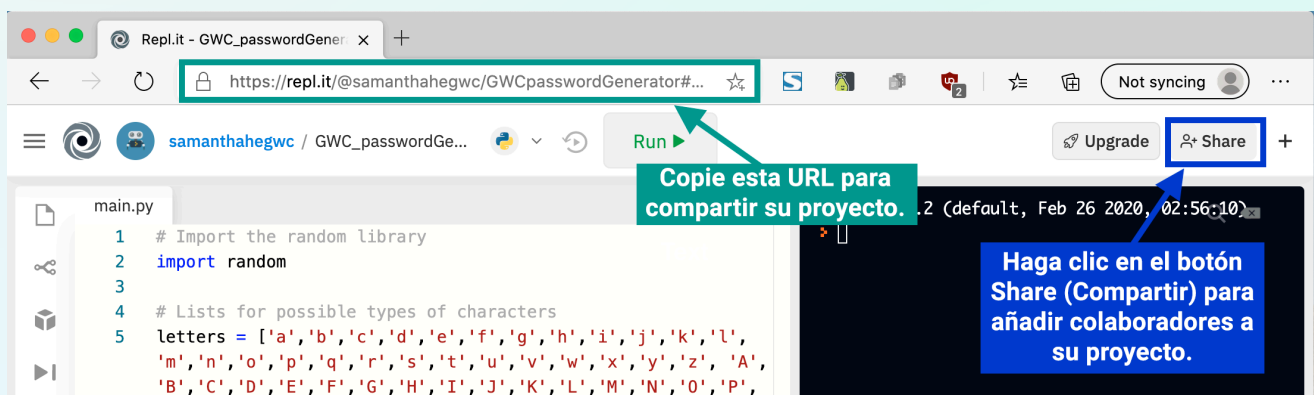 Repl.it - GWC_passwordGener
https://repl.it/@samanthahegwc/GWCpasswordGenerator#...
2
Not syncing
samanthahegwc / GWC_passwordGe...
Run
Upgrade
Share
Copie esta URL para
compartir su proyecto.
main.py
.2 (default, Feb 26 2020, 02:56:10)
1 # Import the random library
2 import random
3
4 # Lists for possible types of characters
5 letters = ['a','b','c','d','e','f','g','h','i','j','k','l',
'm','n','o','p','q','r','s','t','u','v','w','x','y','z', 'A',
'B','C','D','E','F','G','H','I','J','K','L','M','N','O','P',
Haga clic en el botón
Share (Compartir) para
añadir colaboradores a
su proyecto.